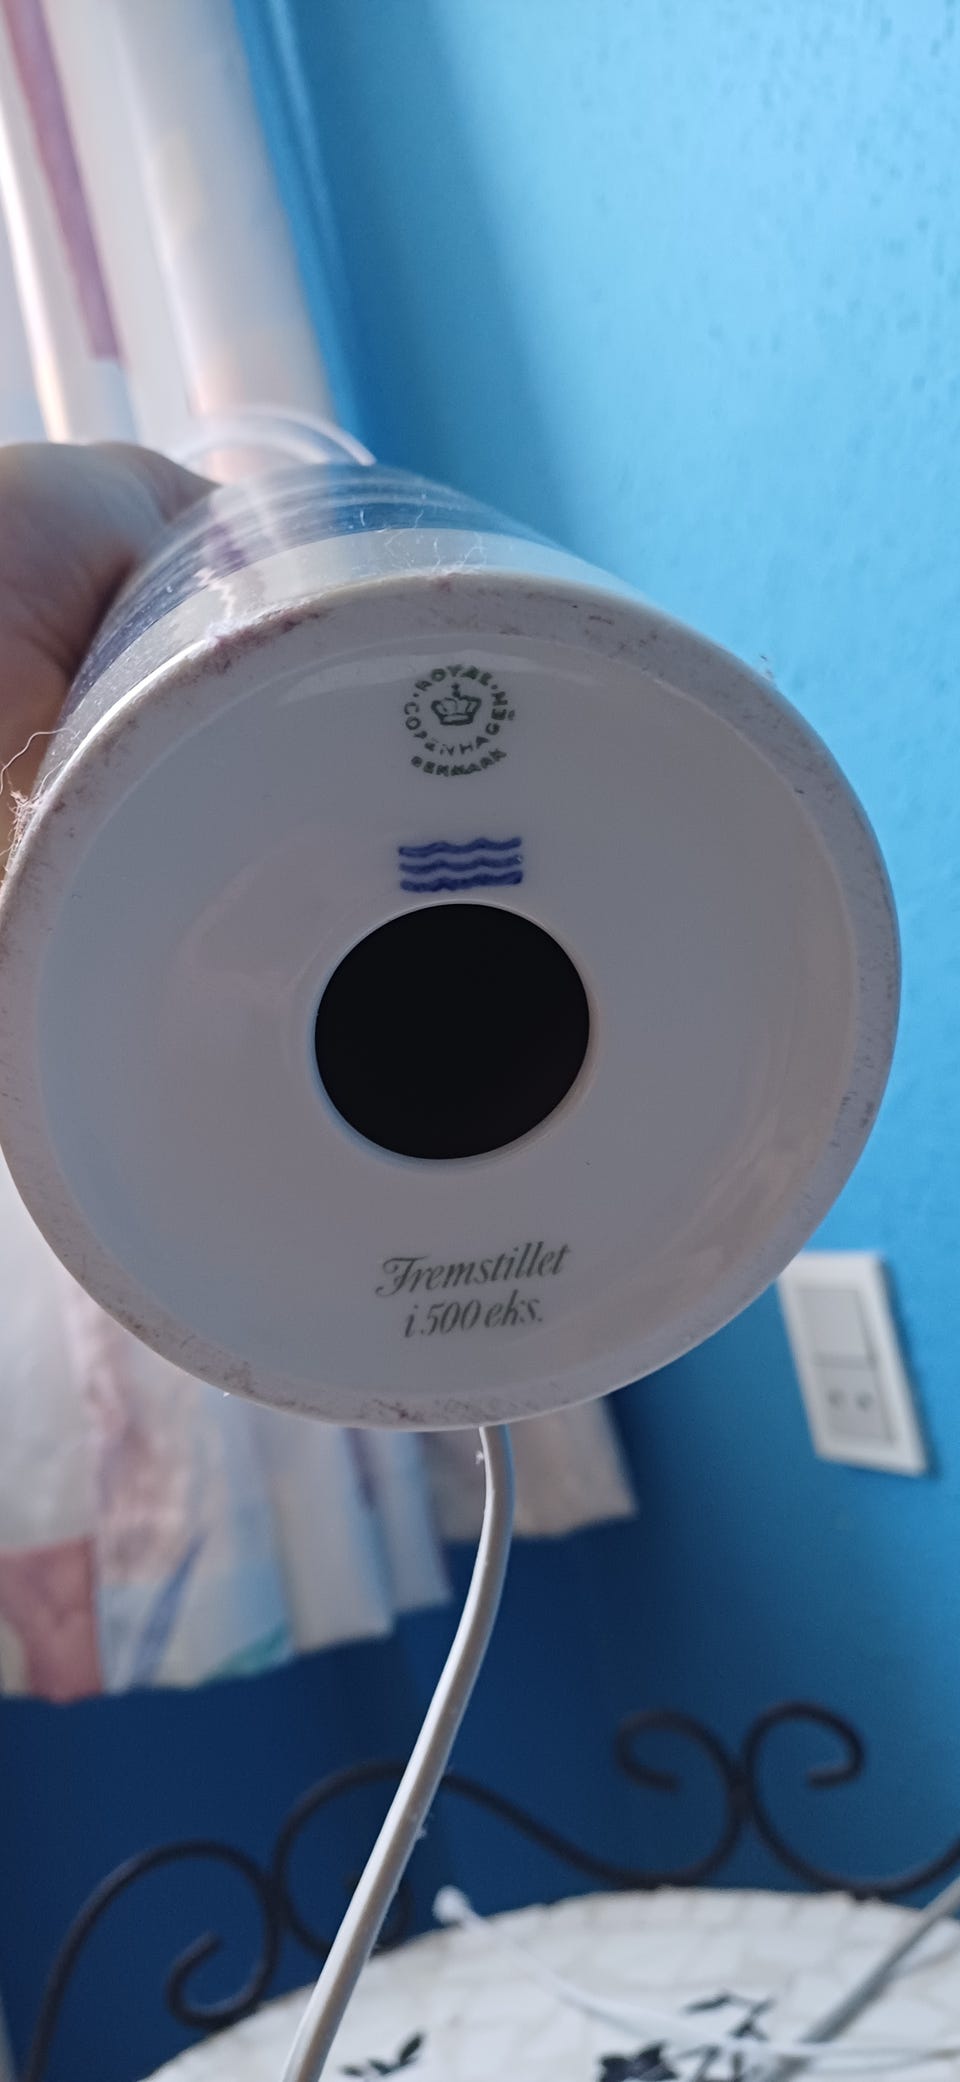 ROYAL
COPENHAGEN
DENMARK
Fremstillet
i 500 eks.